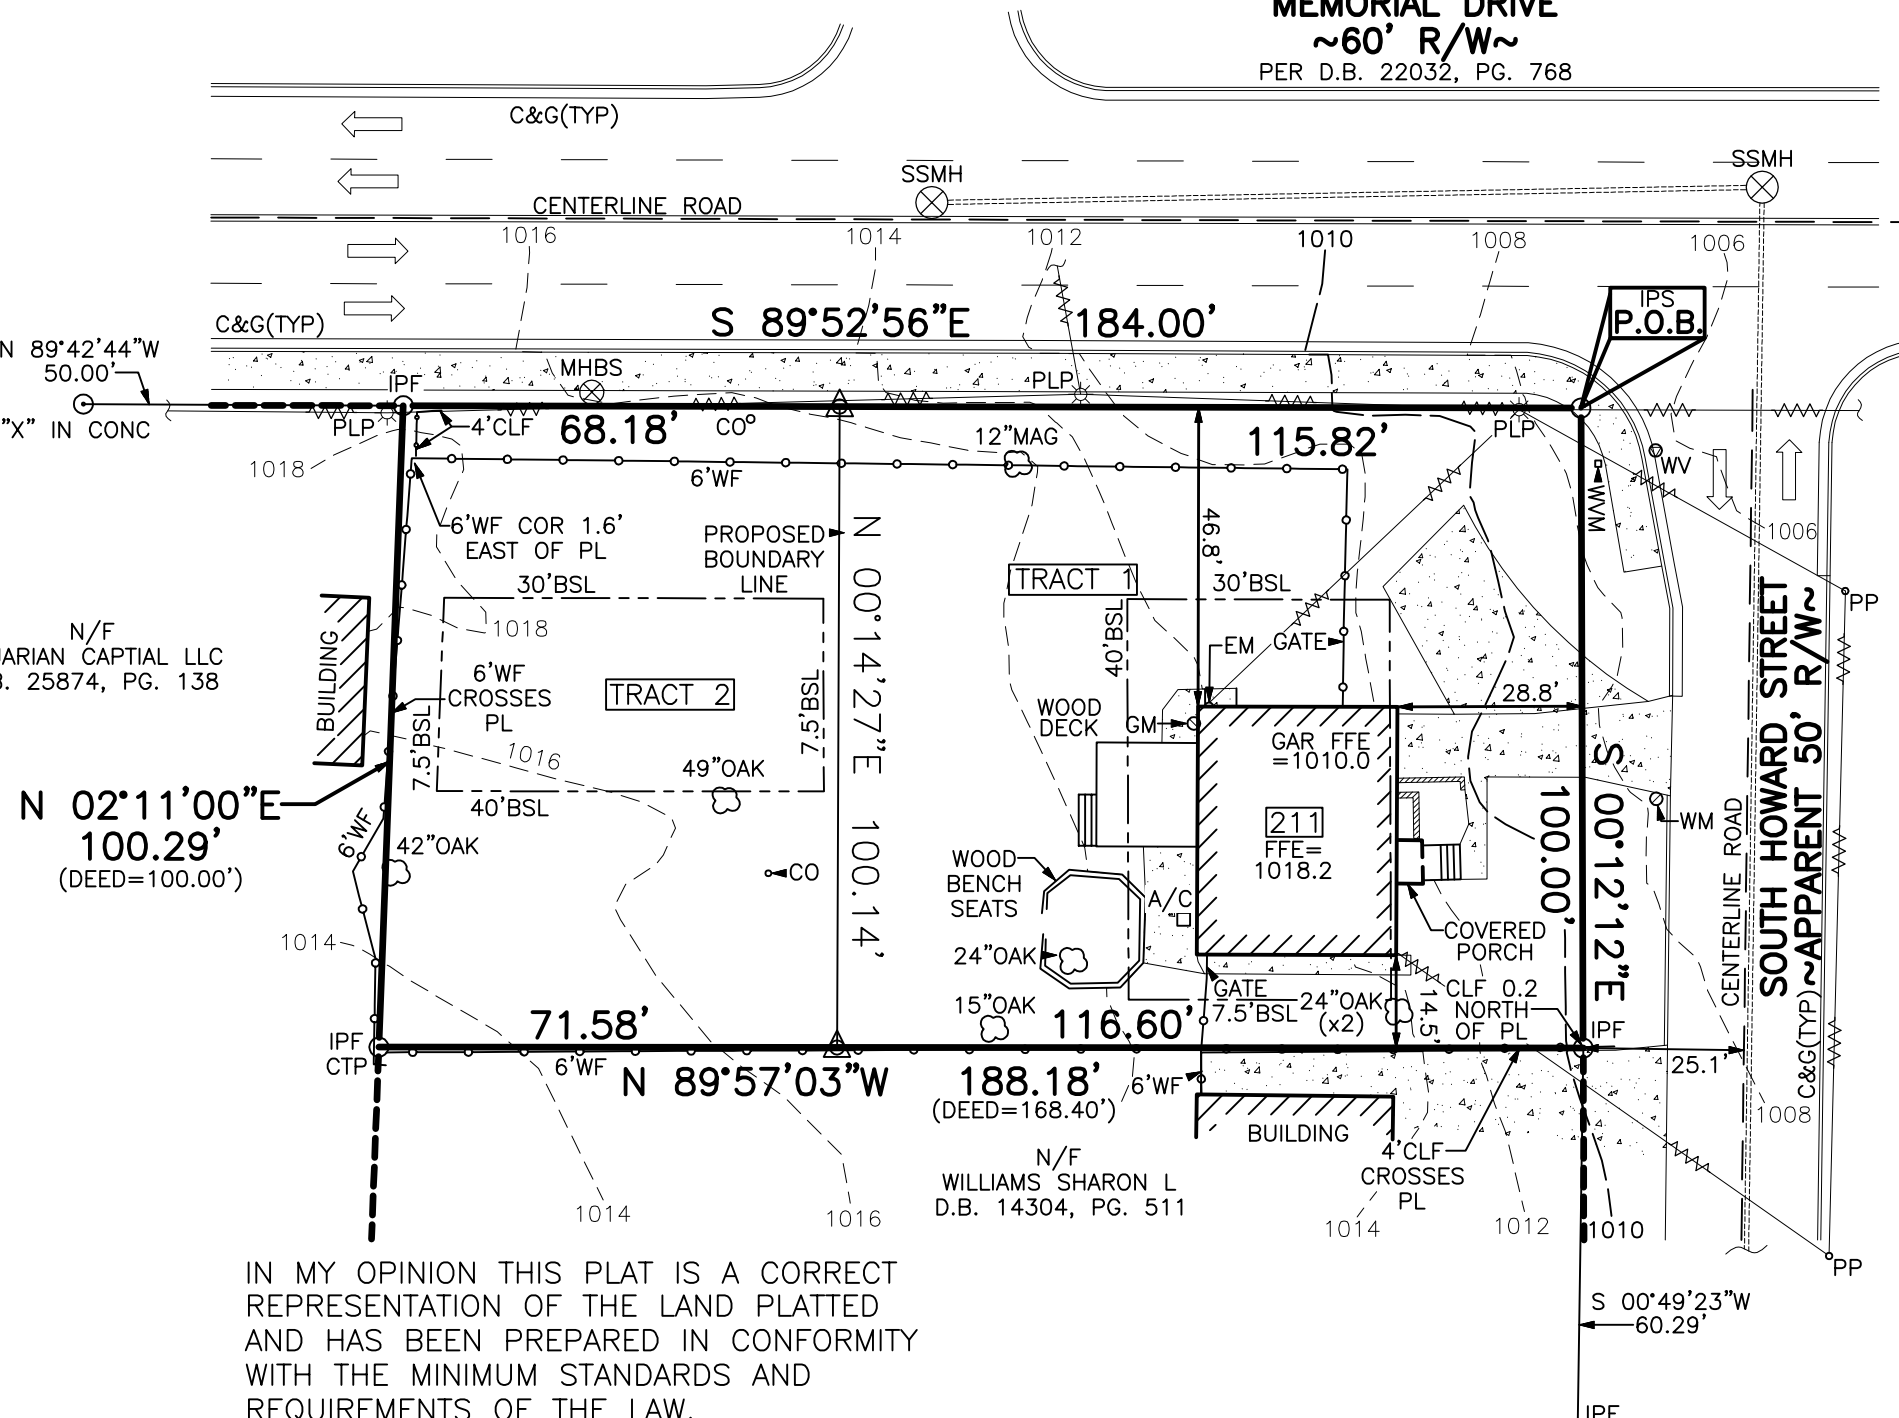 MEMORIAL DRIVE
~60' R/W~
PER D.B. 22032, PG. 768
C&G(TYP)
SSMH
SSMH
CENTERLINE ROAD
1016
1014
1012
1010
1008
1006
C&G(TYP)
S 89°52'56"E 184.00'
IPS
P.O.B.
N 89°42'44"W
50.00'
"X" IN CONC
IPF
MHBS
PLP
PLP
4'CLF
68.18'
CO
12"MAG
115.82'
PLP
1018
6'WF
WV
WVM
1006
6'WF COR 1.6'
EAST OF PL
PROPOSED
BOUNDARY
LINE
N 00°14'27"E 100.14'
46.8'
30'BSL
TRACT 1
30'BSL
40'BSL
PP
BUILDING
1018
N/F
CAPTIAL LLC
25874, PG. 138
6'WF
CROSSES
PL
TRACT 2
7.5'BSL
7.5'BSL
EM
GATE
WOOD
DECK
GM
28.8'
GAR FFE
=1010.0
1016
49"OAK
40'BSL
N 02°11'00"E
100.29'
(DEED=100.00')
6'WF
42"OAK
CO
211
FFE=
1018.2
S 00°12'12"E
100.00'
WM
CENTERLINE ROAD
SOUTH HOWARD STREET
~APPARENT 50' R/W~
C&G(TYP)
WOOD
BENCH
SEATS
A/C
COVERED
PORCH
1014
24"OAK
GATE
7.5'BSL
24"OAK
(x2)
14.5'
CLF 0.2
NORTH
OF PL
15"OAK
71.58'
116.60'
IPF
IPF
CTP
6'WF
N 89°57'03"W 188.18'
(DEED=168.40')
6'WF
25.1'
1008
BUILDING
N/F
WILLIAMS SHARON L
D.B. 14304, PG. 511
4'CLF
CROSSES
PL
1014
1016
1014
1012
1010
PP
IN MY OPINION THIS PLAT IS A CORRECT
REPRESENTATION OF THE LAND PLATTED
AND HAS BEEN PREPARED IN CONFORMITY
WITH THE MINIMUM STANDARDS AND
REQUIREMENTS OF THE LAW.
S 00°49'23"W
60.29'
IPF